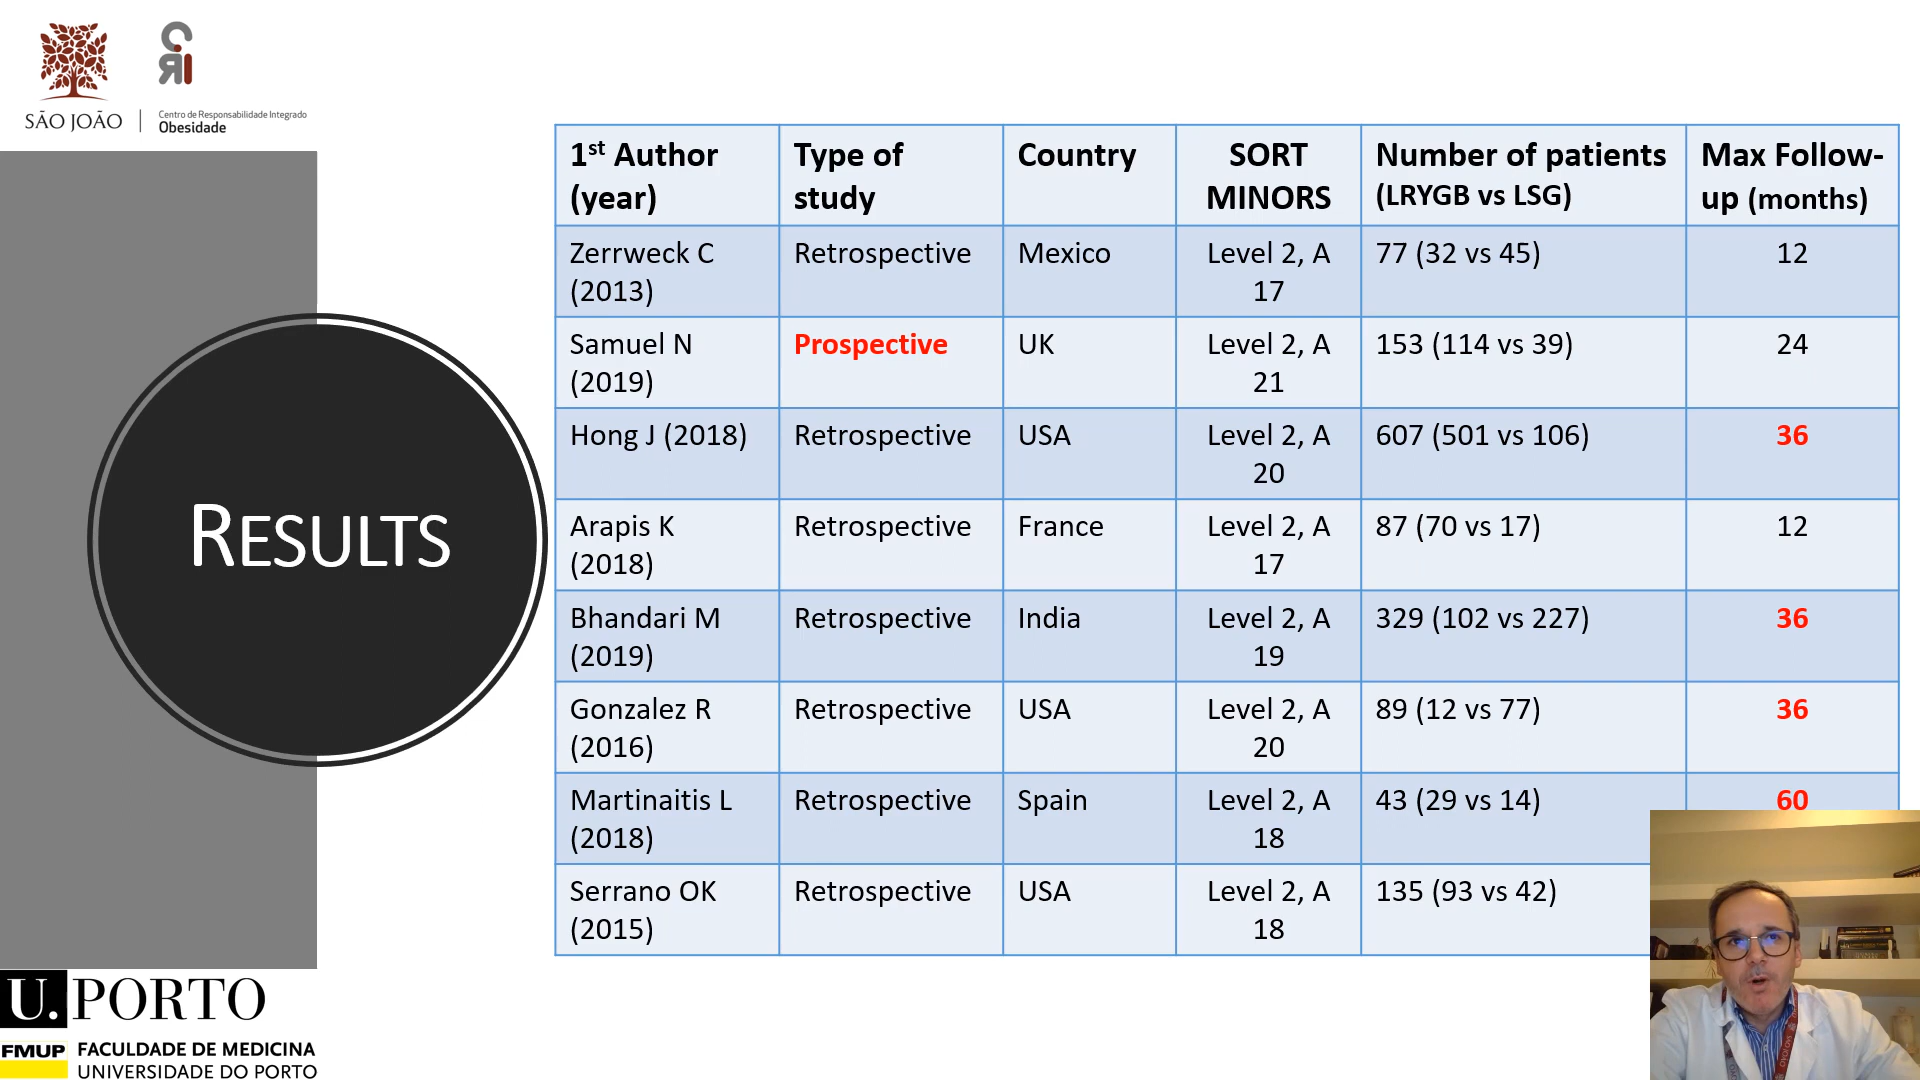 SÃO JOÃO
Centro de Responsabilidade Integrado
Obesidade
RESULTS
1st Author (year)
Type of study
Country
SORT MINORS
Number of patients (LRYGB vs LSG)
Max Follow-up (months)
Zerrweck C (2013)
Retrospective
Mexico
Level 2, A 17
77 (32 vs 45)
12
Samuel N (2019)
Prospective
UK
Level 2, A 21
153 (114 vs 39)
24
Hong J (2018)
Retrospective
USA
Level 2, A 20
607 (501 vs 106)
36
Arapis K (2018)
Retrospective
France
Level 2, A 17
87 (70 vs 17)
12
Bhandari M (2019)
Retrospective
India
Level 2, A 19
329 (102 vs 227)
36
Gonzalez R (2016)
Retrospective
USA
Level 2, A 20
89 (12 vs 77)
36
Martinaitis L (2018)
Retrospective
Spain
Level 2, A 18
43 (29 vs 14)
60
Serrano OK (2015)
Retrospective
USA
Level 2, A 18
135 (93 vs 42)
U.PORTO
FMUP FACULDADE DE MEDICINA
UNIVERSIDADE DO PORTO